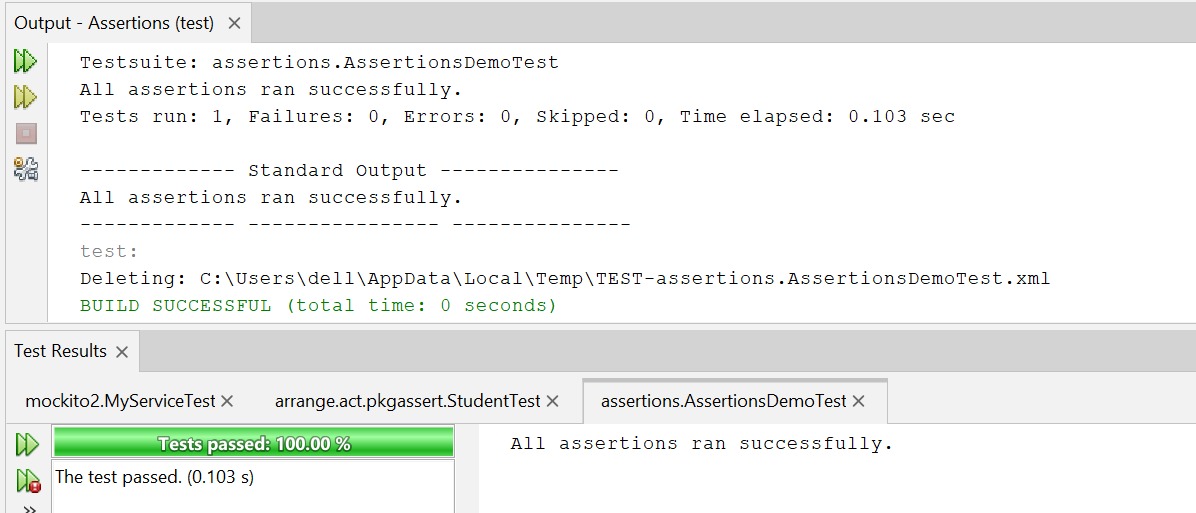 Output - Assertions (test)
Testsuite: assertions.AssertionsDemoTest
All assertions ran successfully.
Tests run: 1, Failures: 0, Errors: 0, Skipped: 0, Time elapsed: 0.103 sec
------------- Standard Output ---------------
All assertions ran successfully.
------------- ---------------- ---------------
test:
Deleting: C:\Users\dell\AppData\Local\Temp\TEST-assertions.AssertionsDemoTest.xml
BUILD SUCCESSFUL (total time: 0 seconds)
Test Results
mockito2.MyServiceTest arrange.act.pkgassert.StudentTest assertions.AssertionsDemoTest
Tests passed: 100.00 % All assertions ran successfully.
The test passed. (0.103 s)